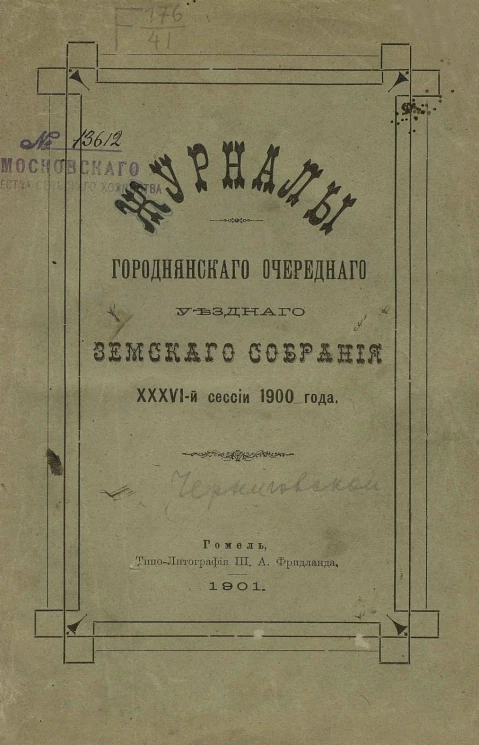 176
41
№ 13612
МОСКОВСКАГО
ЖУРНАЛЫ
ГОРОДНЯНСКАГО ОЧЕРЕДНАГО
УѢЗДНАГО
ЗЕМСКАГО СОБРАНІЯ
XXXVI-й сессіи 1900 года.
Черниговской
Гомель,
Типо-Литографія Ш. А. Фридланда,
1901.